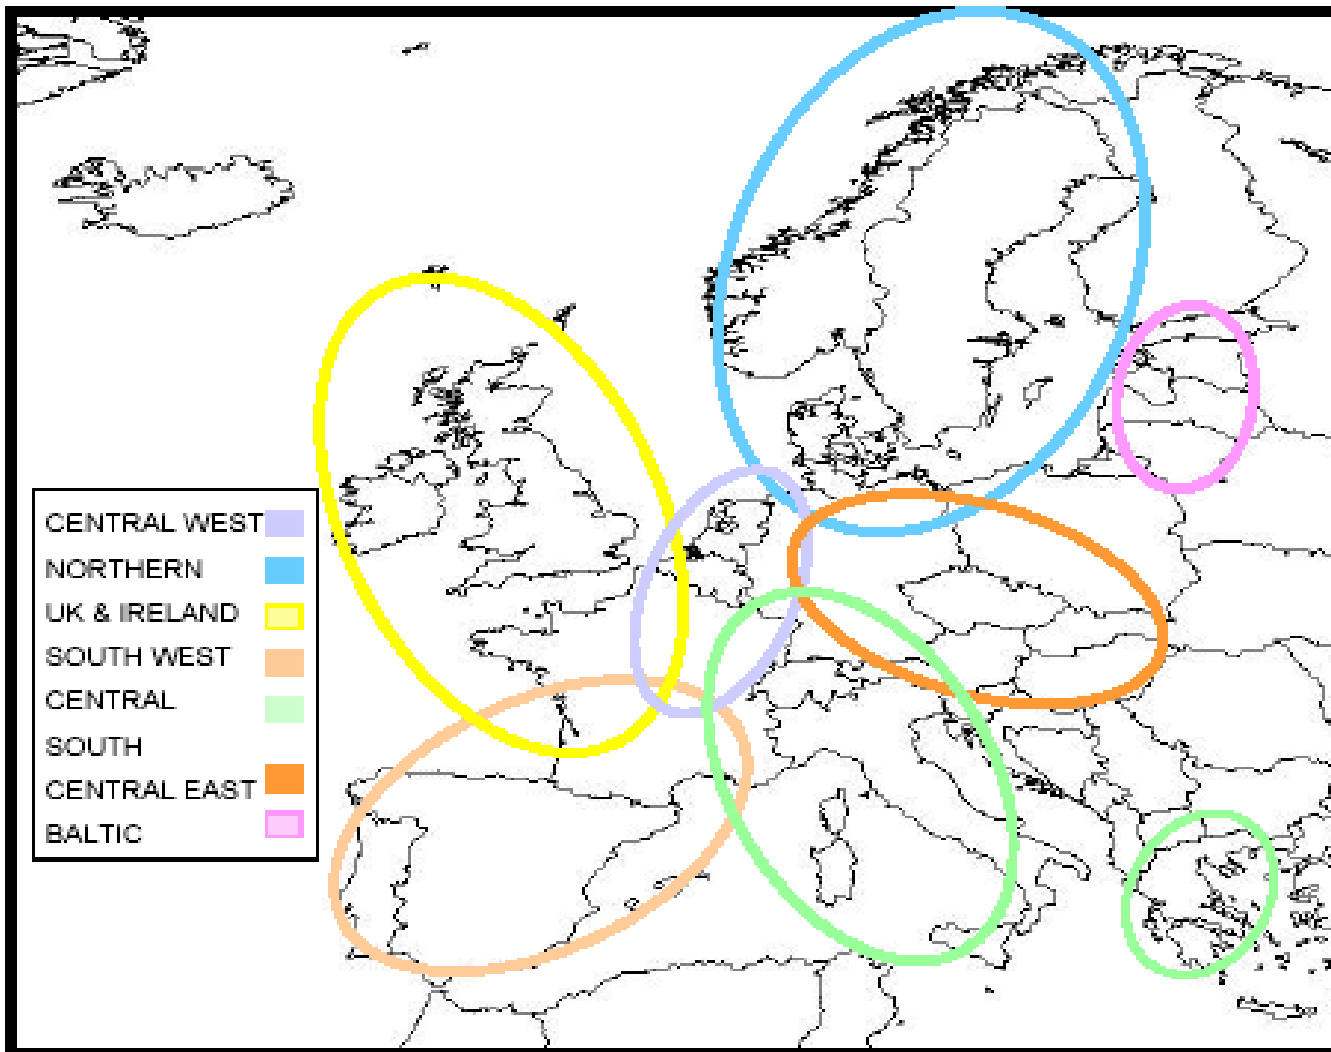 CENTRAL WEST
NORTHERN
UK & IRELAND
SOUTH WEST
CENTRAL
SOUTH
CENTRAL EAST
BALTIC